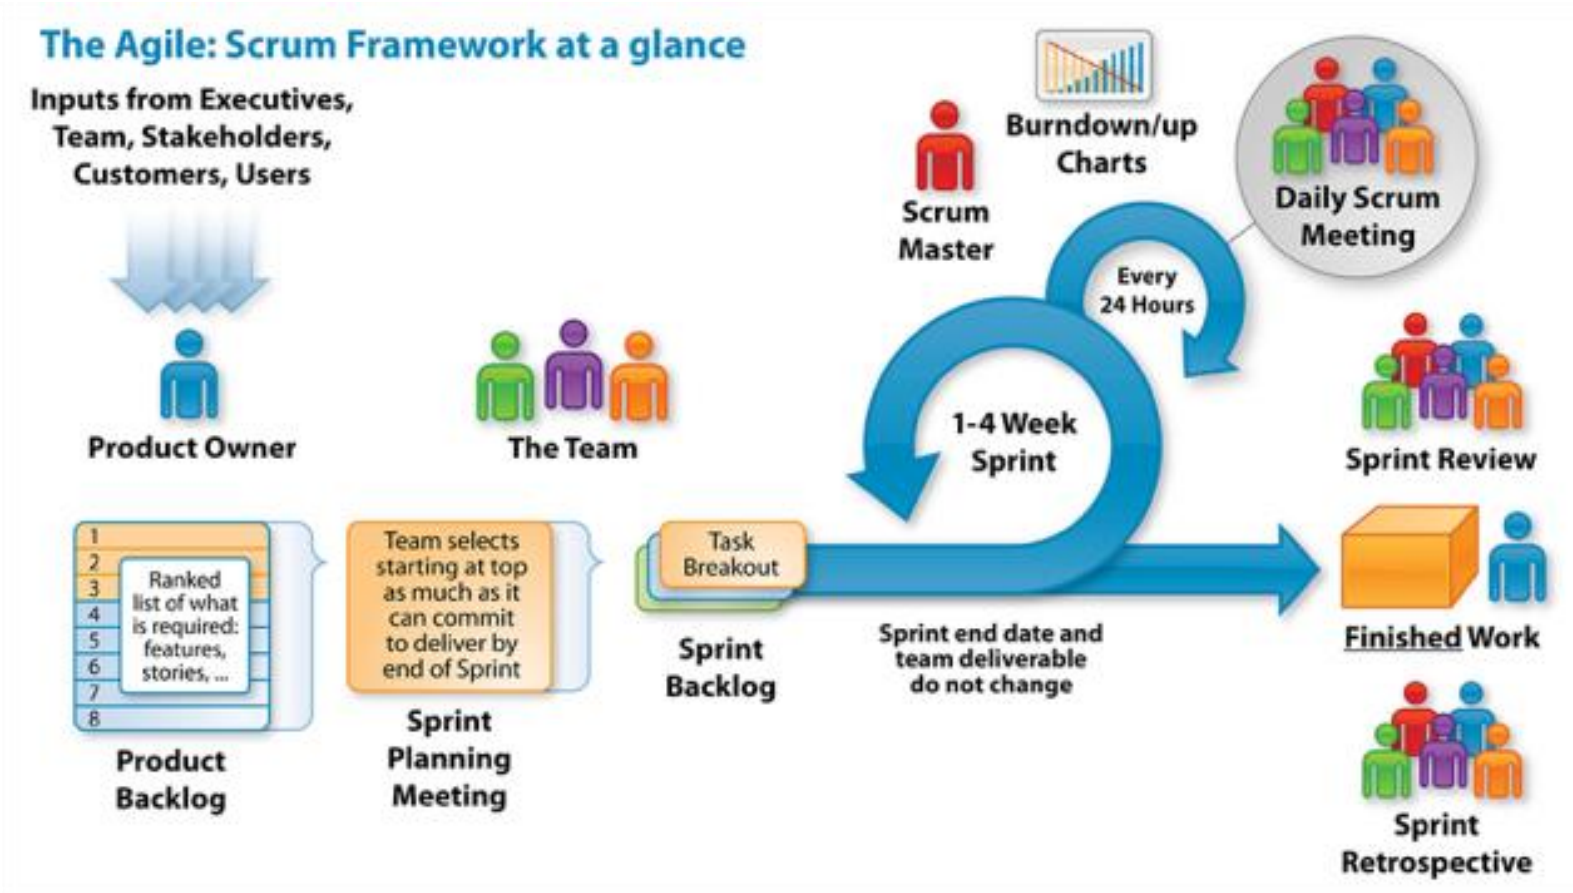 The Agile: Scrum Framework at a glance
Inputs from Executives,
Team, Stakeholders,
Customers, Users
Product Owner
The Team
Scrum
Master
Burndown/up
Charts
Daily Scrum
Meeting
Every
24 Hours
1-4 Week
Sprint
Sprint Review
1
2
3
4
5
6
7
8
Ranked
list of what
is required:
features,
stories, ...
Product
Backlog
Team selects
starting at top
as much as it
can commit
to deliver by
end of Sprint
Sprint
Planning
Meeting
Task
Breakout
Sprint
Backlog
Sprint end date and
team deliverable
do not change
Finished Work
Sprint
Retrospective